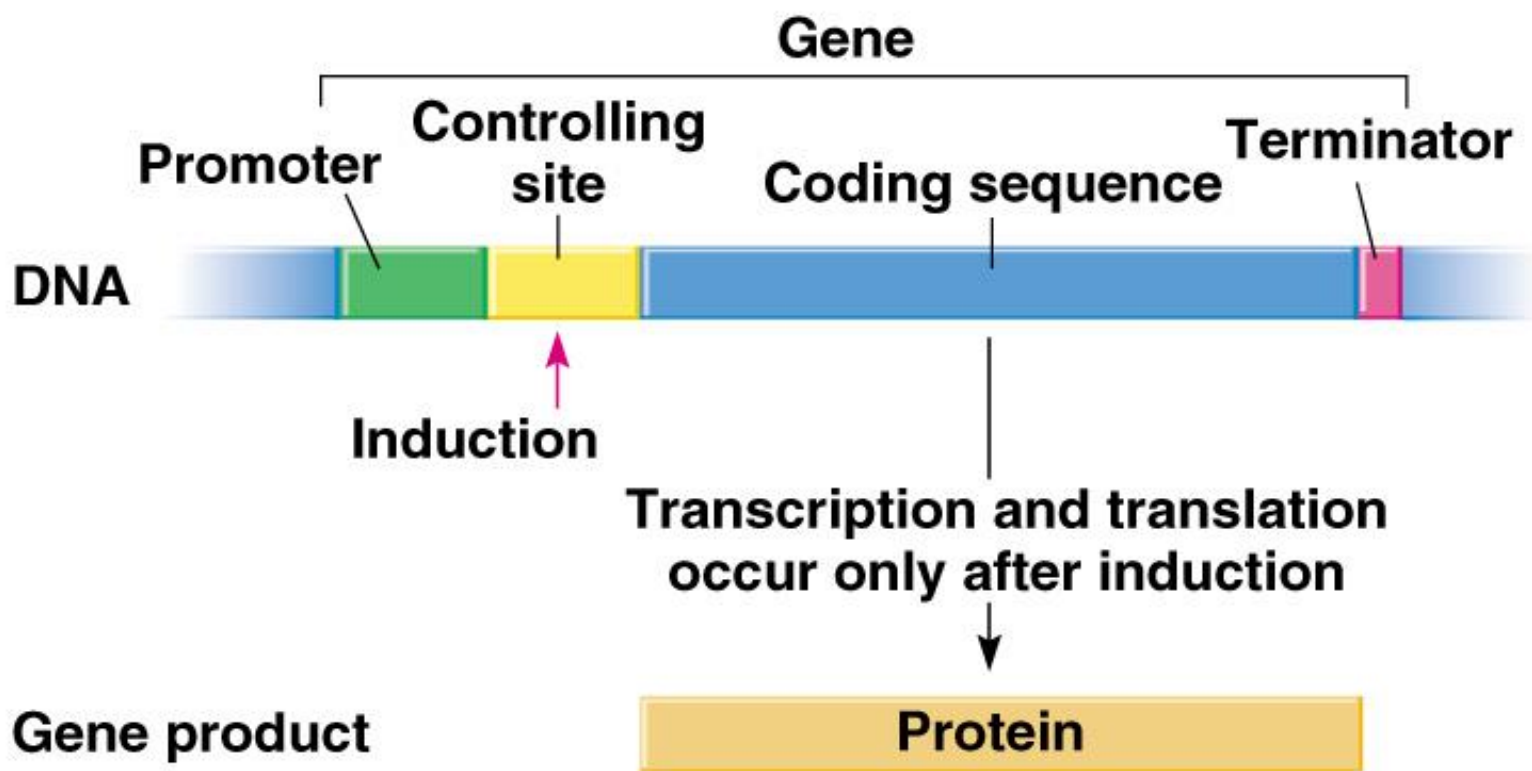 Gene
Controlling
site
Promoter
Coding sequence
Terminator
DNA
Induction
Transcription and translation
occur only after induction
Gene product
Protein